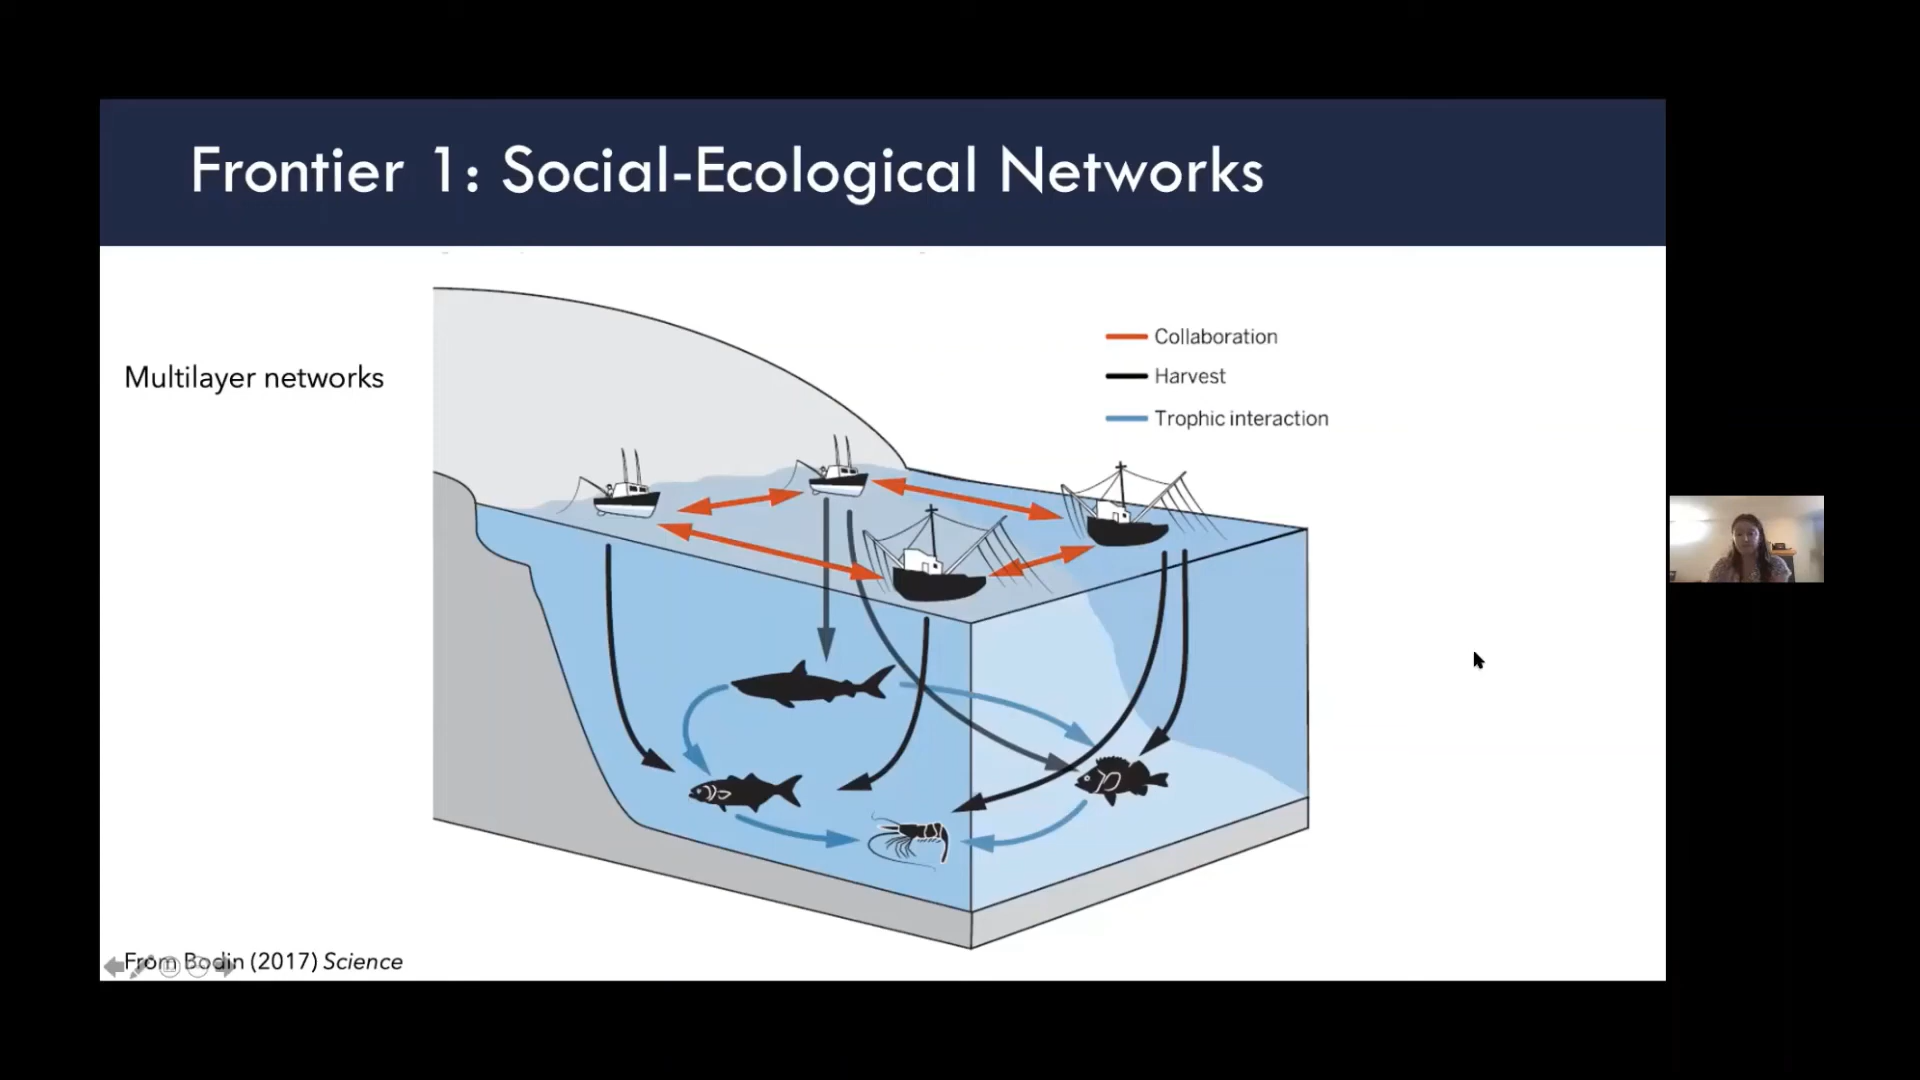 Frontier 1: Social-Ecological Networks
Multilayer networks
Collaboration
Harvest
Trophic interaction
From Bodin (2017) Science